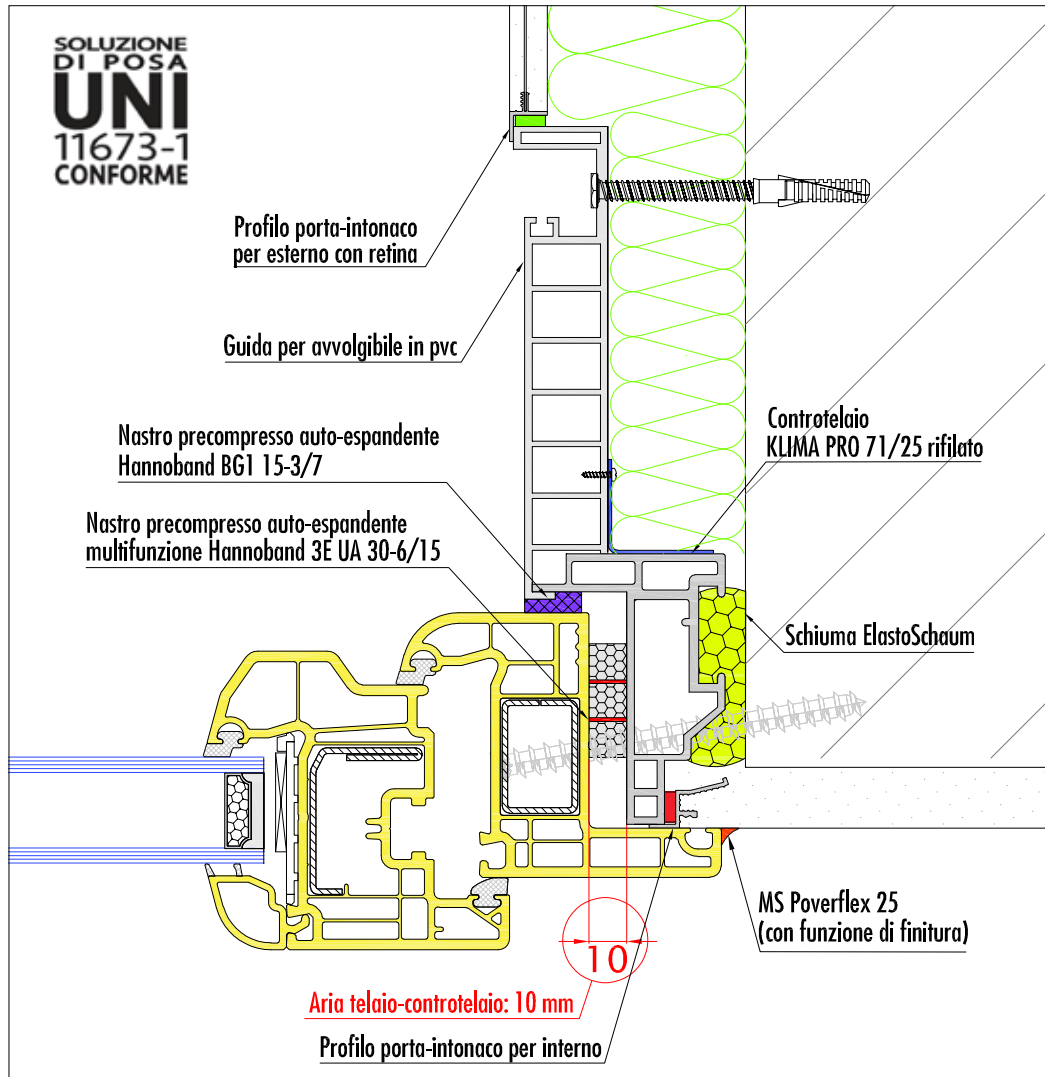 SOLUZIONE
DI POSA
UNI
11673-1
CONFORME
Profilo porta-intonaco
per esterno con retina
Guida per avvolgibile in pvc
Nastro precompresso auto-espandente
Hannoband BG1 15-3/7
Nastro precompresso auto-espandente
multifunzione Hannoband 3E UA 30-6/15
Controtelaio
KLIMA PRO 71/25 rifilato
Schiuma ElastoSchaum
MS Poverflex 25
(con funzione di finitura)
10
Aria telaio-controtelaio: 10 mm
Profilo porta-intonaco per interno